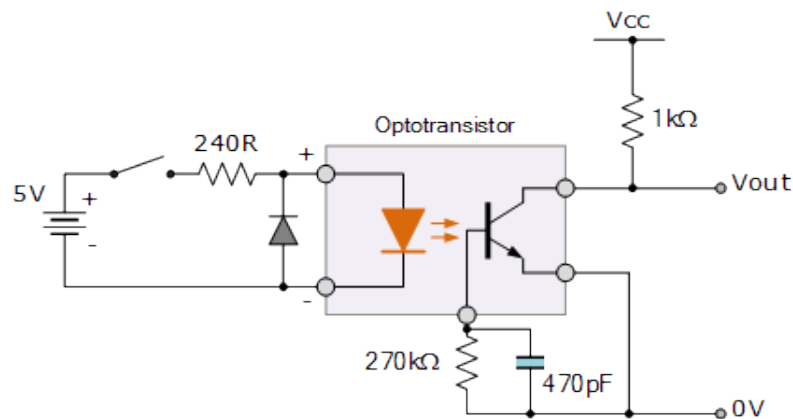 Vcc
1kΩ
Optotransistor
240R
+
5V
+
-
Vout
-
270kΩ
470pF
0V